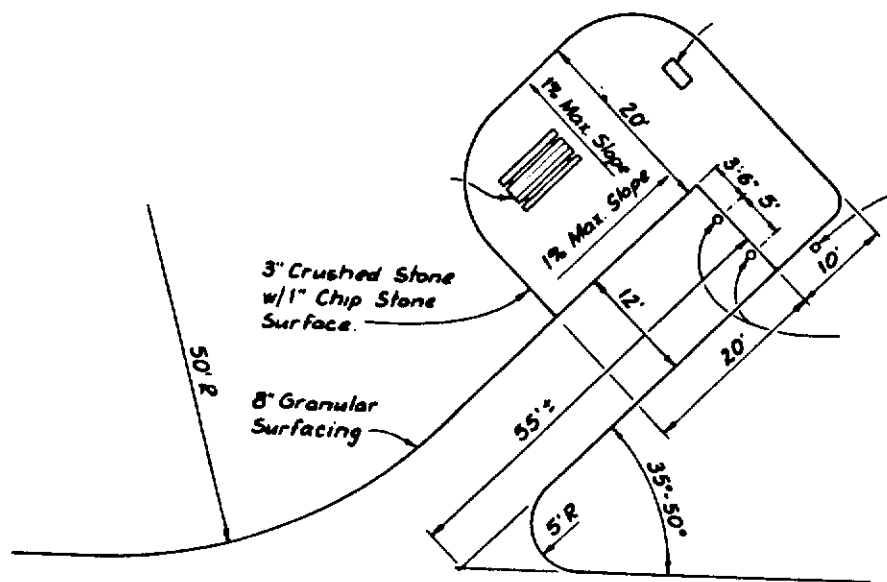 1% Max. Slope
20'
1% Max. Slope
3'-6"
5'
10'
20'
12'
3" Crushed Stone
w/1" Chip Stone
Surface.
50' R
8" Granular
Surfacing
55' ±
35°-50°
5' R